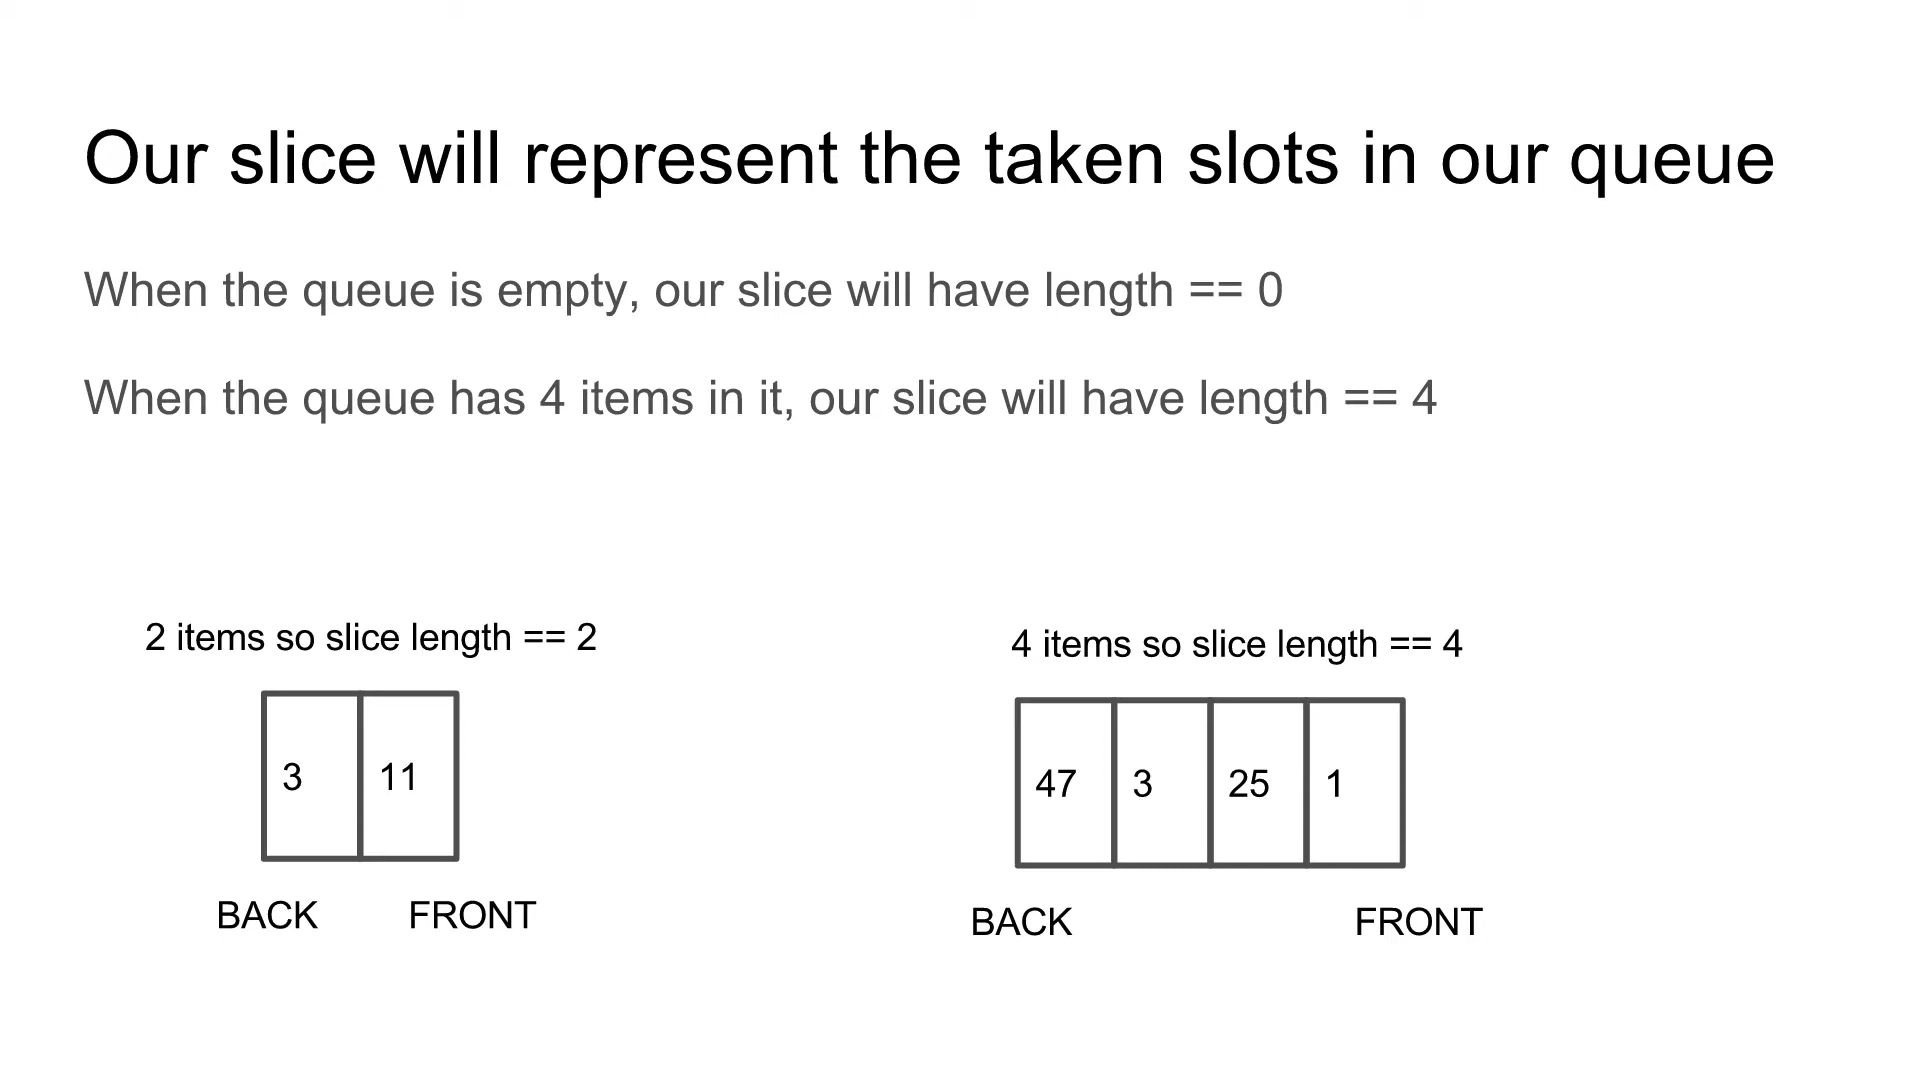 Our slice will represent the taken slots in our queue
When the queue is empty, our slice will have length == 0
When the queue has 4 items in it, our slice will have length == 4
2 items so slice length == 2
3 11
BACK FRONT
4 items so slice length == 4
47 3 25 1
BACK FRONT